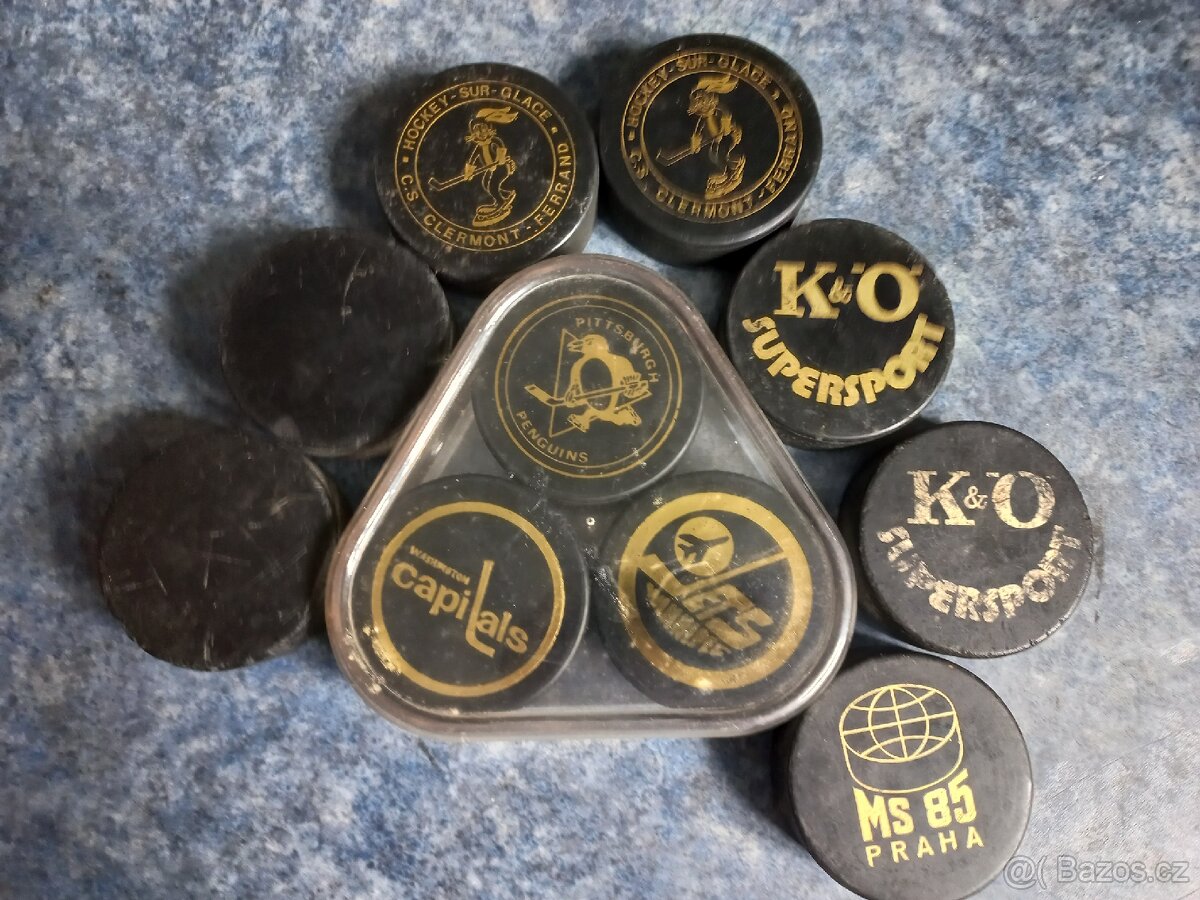 HOCKEY-SUR-GLACE
C.S. CLERMONT-FERRAND
HOCKEY-SUR-GLACE
C.S. CLERMONT-FERRAND
K&O
SUPERSPORT
PITTSBURGH
PENGUINS
K&O
SUPERSPORT
WASHINGTON
capitals
JETS
MS 85
PRAHA
@( Bazos.cz